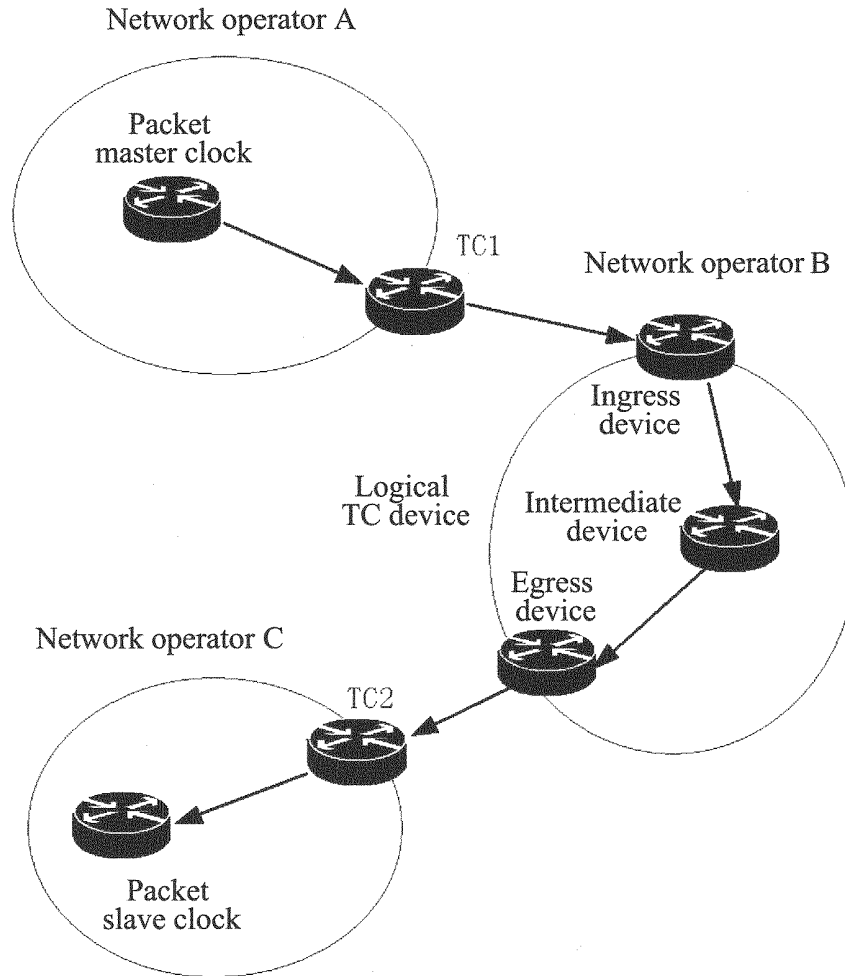 Network operator A
Packet
master clock
TC1
Network operator B
Ingress
device
Logical
TC device
Intermediate
device
Egress
device
Network operator C
TC2
Packet
slave clock